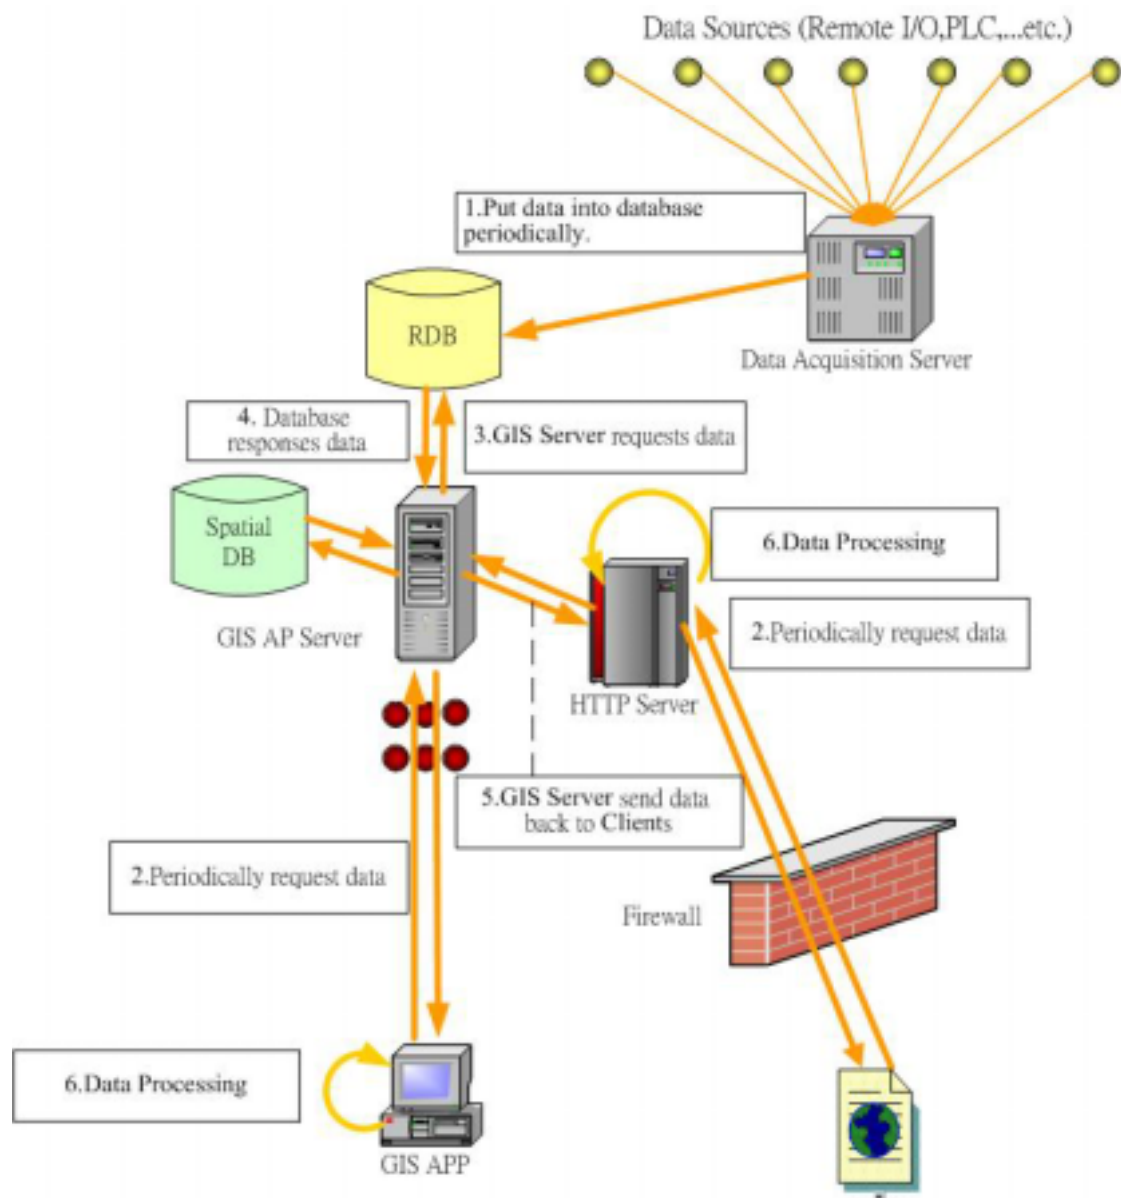 Data Sources (Remote I/O,PLC,...etc.)
1.Put data into database
periodically.
RDB
Data Acquisition Server
4. Database
responses data
3.GIS Server requests data
Spatial
DB
6.Data Processing
GIS AP Server
2.Periodically request data
HTTP Server
5.GIS Server send data
back to Clients
2.Periodically request data
Firewall
6.Data Processing
GIS APP